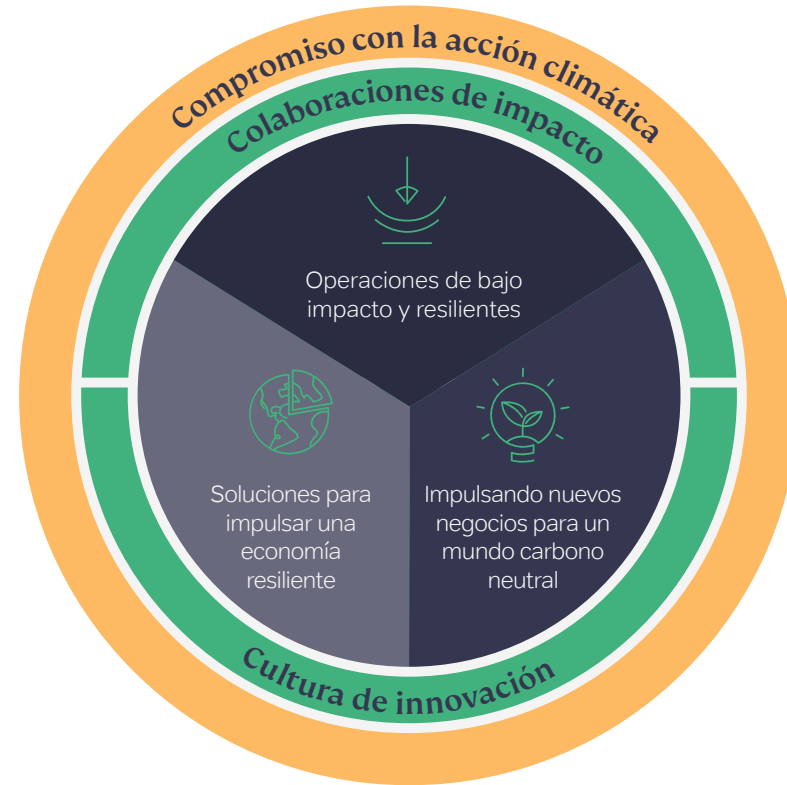 Compromiso con la acción climática
Colaboraciones de impacto
Operaciones de bajo
impacto y resilientes
Soluciones para
impulsar una
economía
resiliente
Impulsando nuevos
negocios para un
mundo carbono
neutral
Cultura de innovación